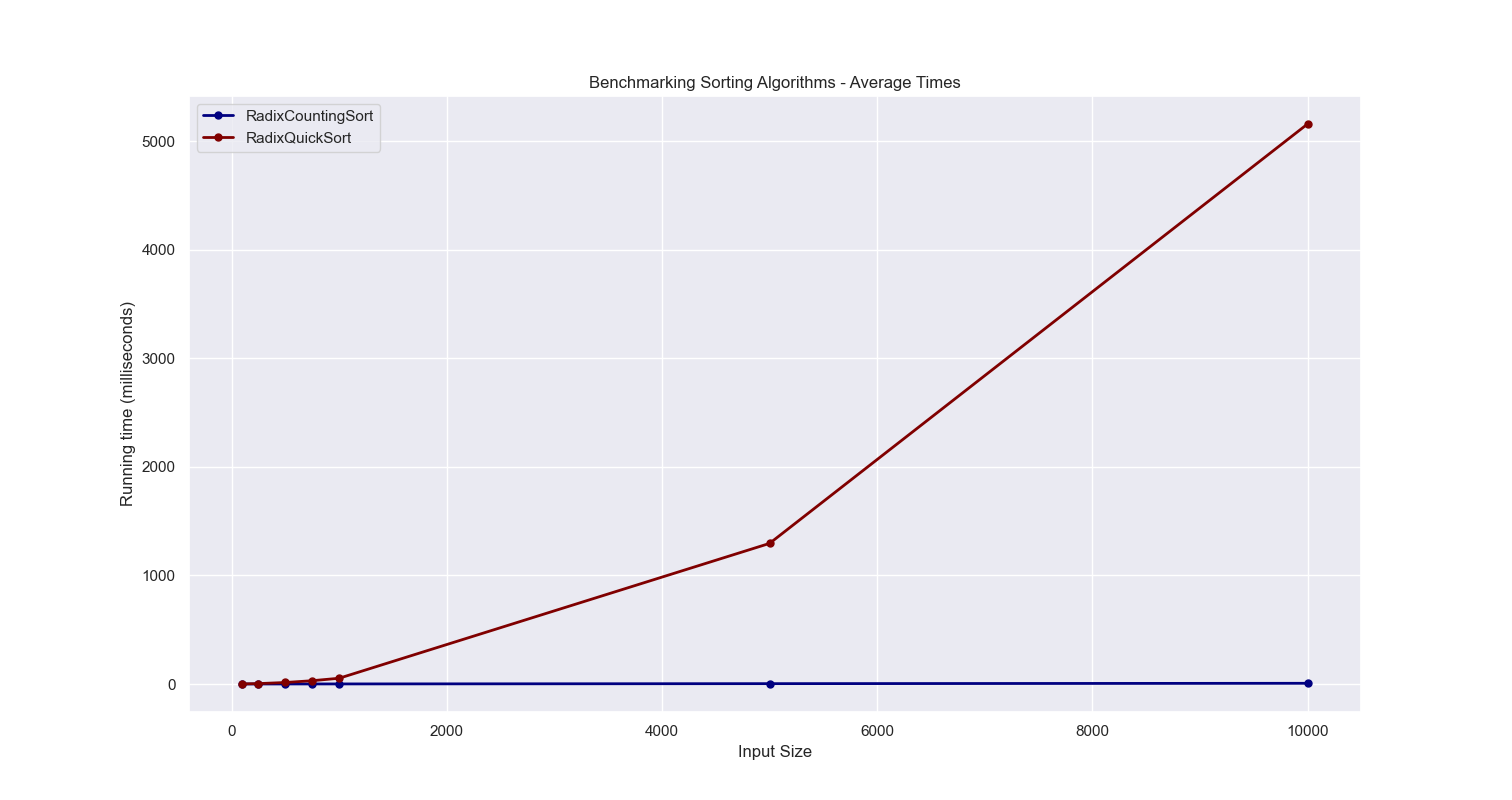 Benchmarking Sorting Algorithms - Average Times
RadixCountingSort
RadixQuickSort
5000
4000
3000
2000
1000
0
Running time (milliseconds)
0 2000 4000 6000 8000 10000
Input Size